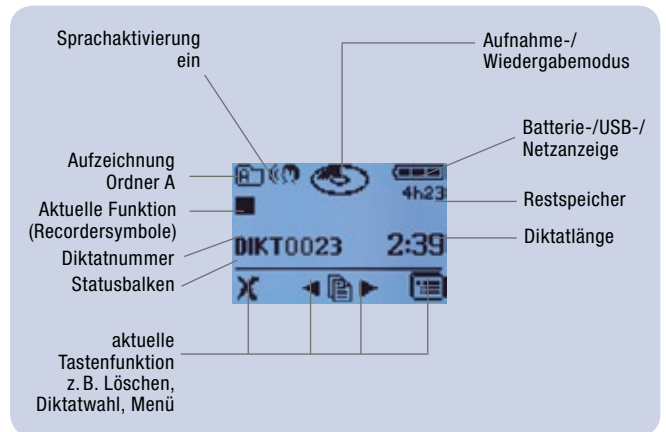 Sprachaktivierung
ein
Aufnahme-/
Wiedergabemodus
Batterie-/USB-/
Netzanzeige
Aufzeichnung
Ordner A
A
4h23
Restspeicher
Aktuelle Funktion
(Recordersymbole)
Diktatnummer
DIKT0023
2:39
Diktatlänge
Statusbalken
aktuelle
Tastenfunktion
z. B. Löschen,
Diktatwahl, Menü